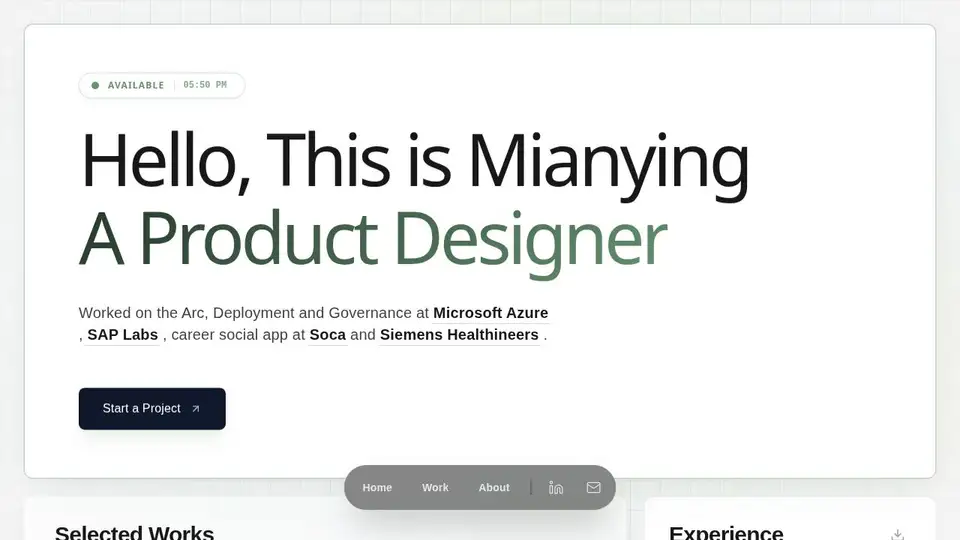 AVAILABLE 05:50 PM
Hello, This is Mianying
A Product Designer
Worked on the Arc, Deployment and Governance at Microsoft Azure
, SAP Labs , career social app at Soca and Siemens Healthineers .
Start a Project
Home Work About
Selected Works
Experience